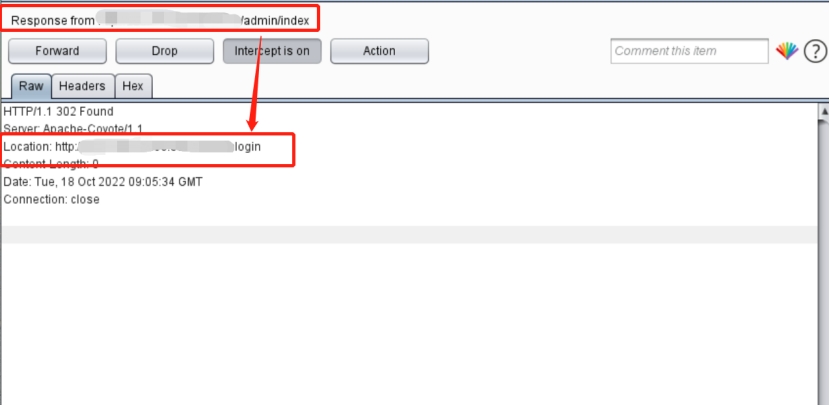 Response from /admin/index
Forward Drop Intercept is on Action Comment this item ?
Raw Headers Hex
HTTP/1.1 302 Found
Server: Apache-Coyote/1.1
Location: http: login
Content-Length: 0
Date: Tue, 18 Oct 2022 09:05:34 GMT
Connection: close